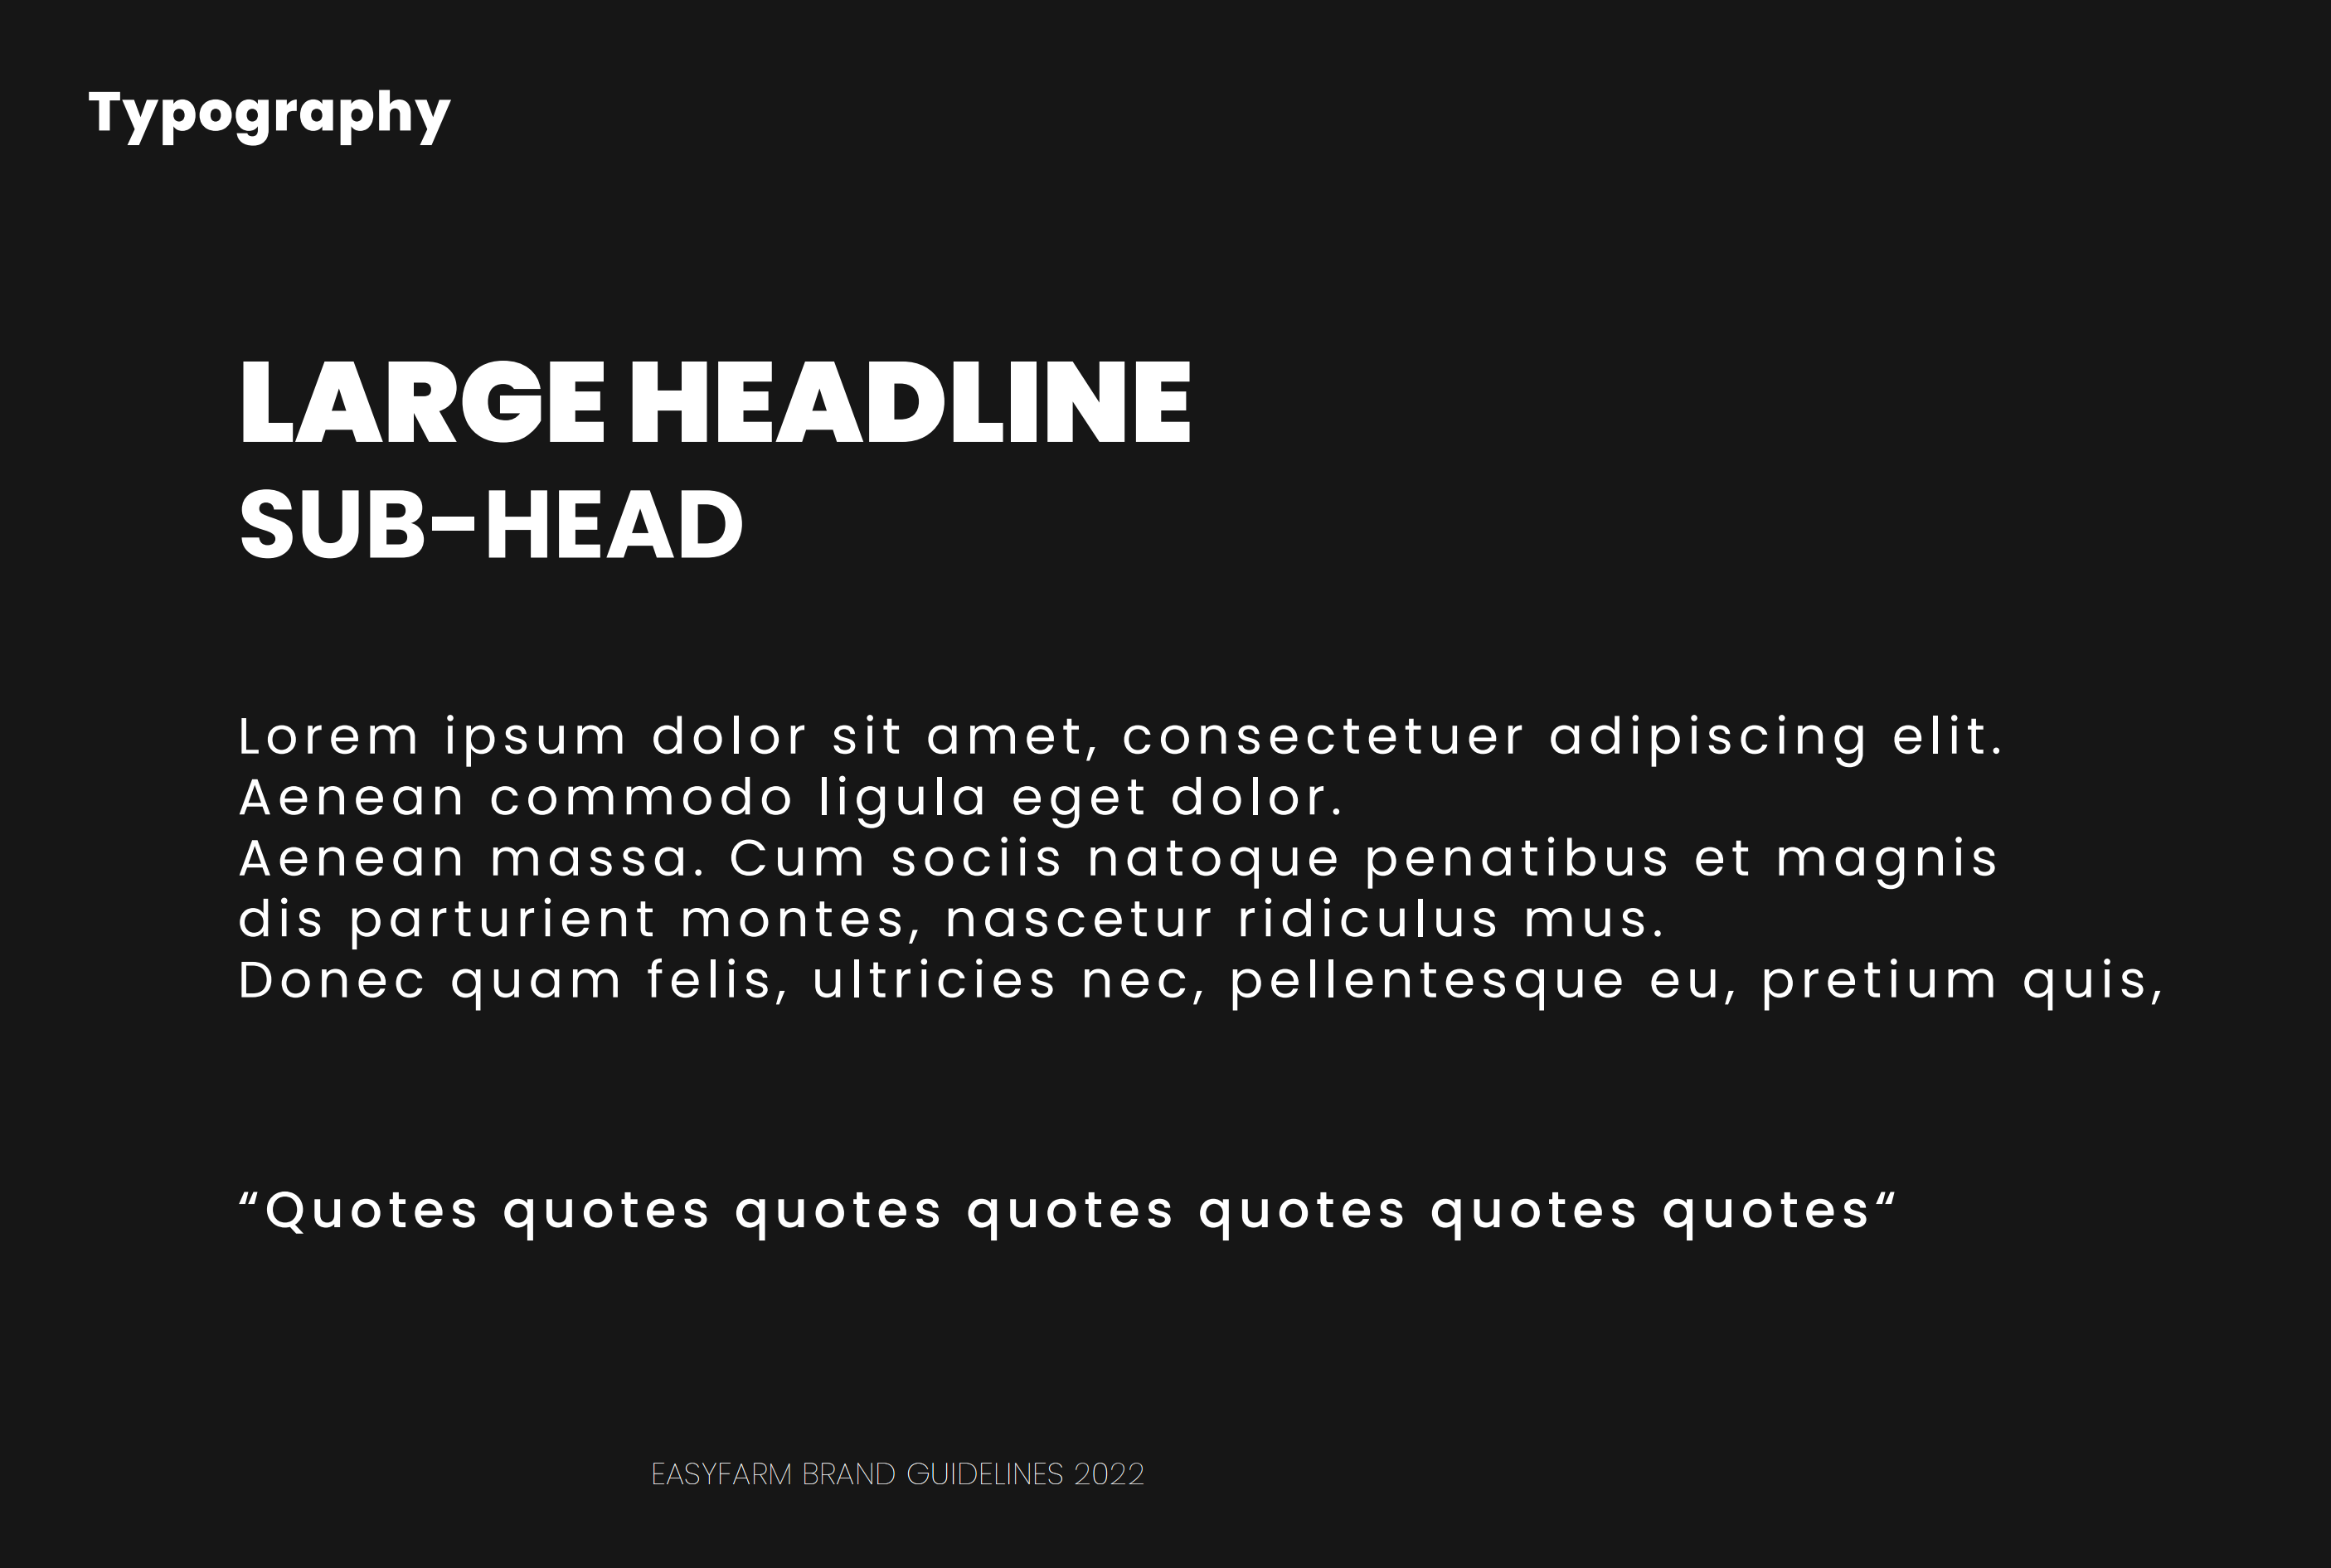 Typography
LARGE HEADLINE
SUB-HEAD
Lorem ipsum dolor sit amet, consectetuer adipiscing elit.
Aenean commodo ligula eget dolor.
Aenean massa. Cum sociis natoque penatibus et magnis
dis parturient montes, nascetur ridiculus mus.
Donec quam felis, ultricies nec, pellentesque eu, pretium quis,
“Quotes quotes quotes quotes quotes quotes quotes“
EASYFARM BRAND GUIDELINES 2022